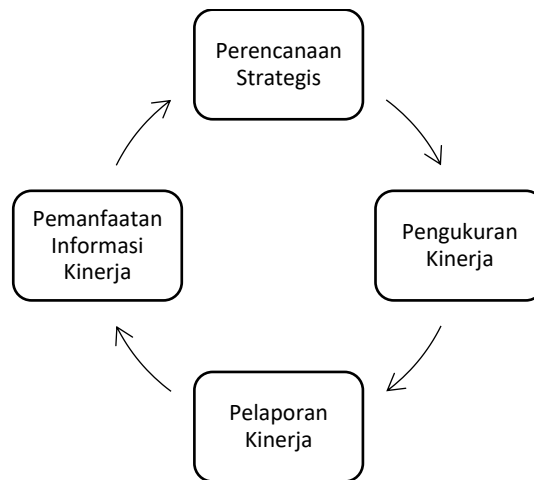 Perencanaan
Strategis
Pengukuran
Kinerja
Pelaporan
Kinerja
Pemanfaatan
Informasi
Kinerja